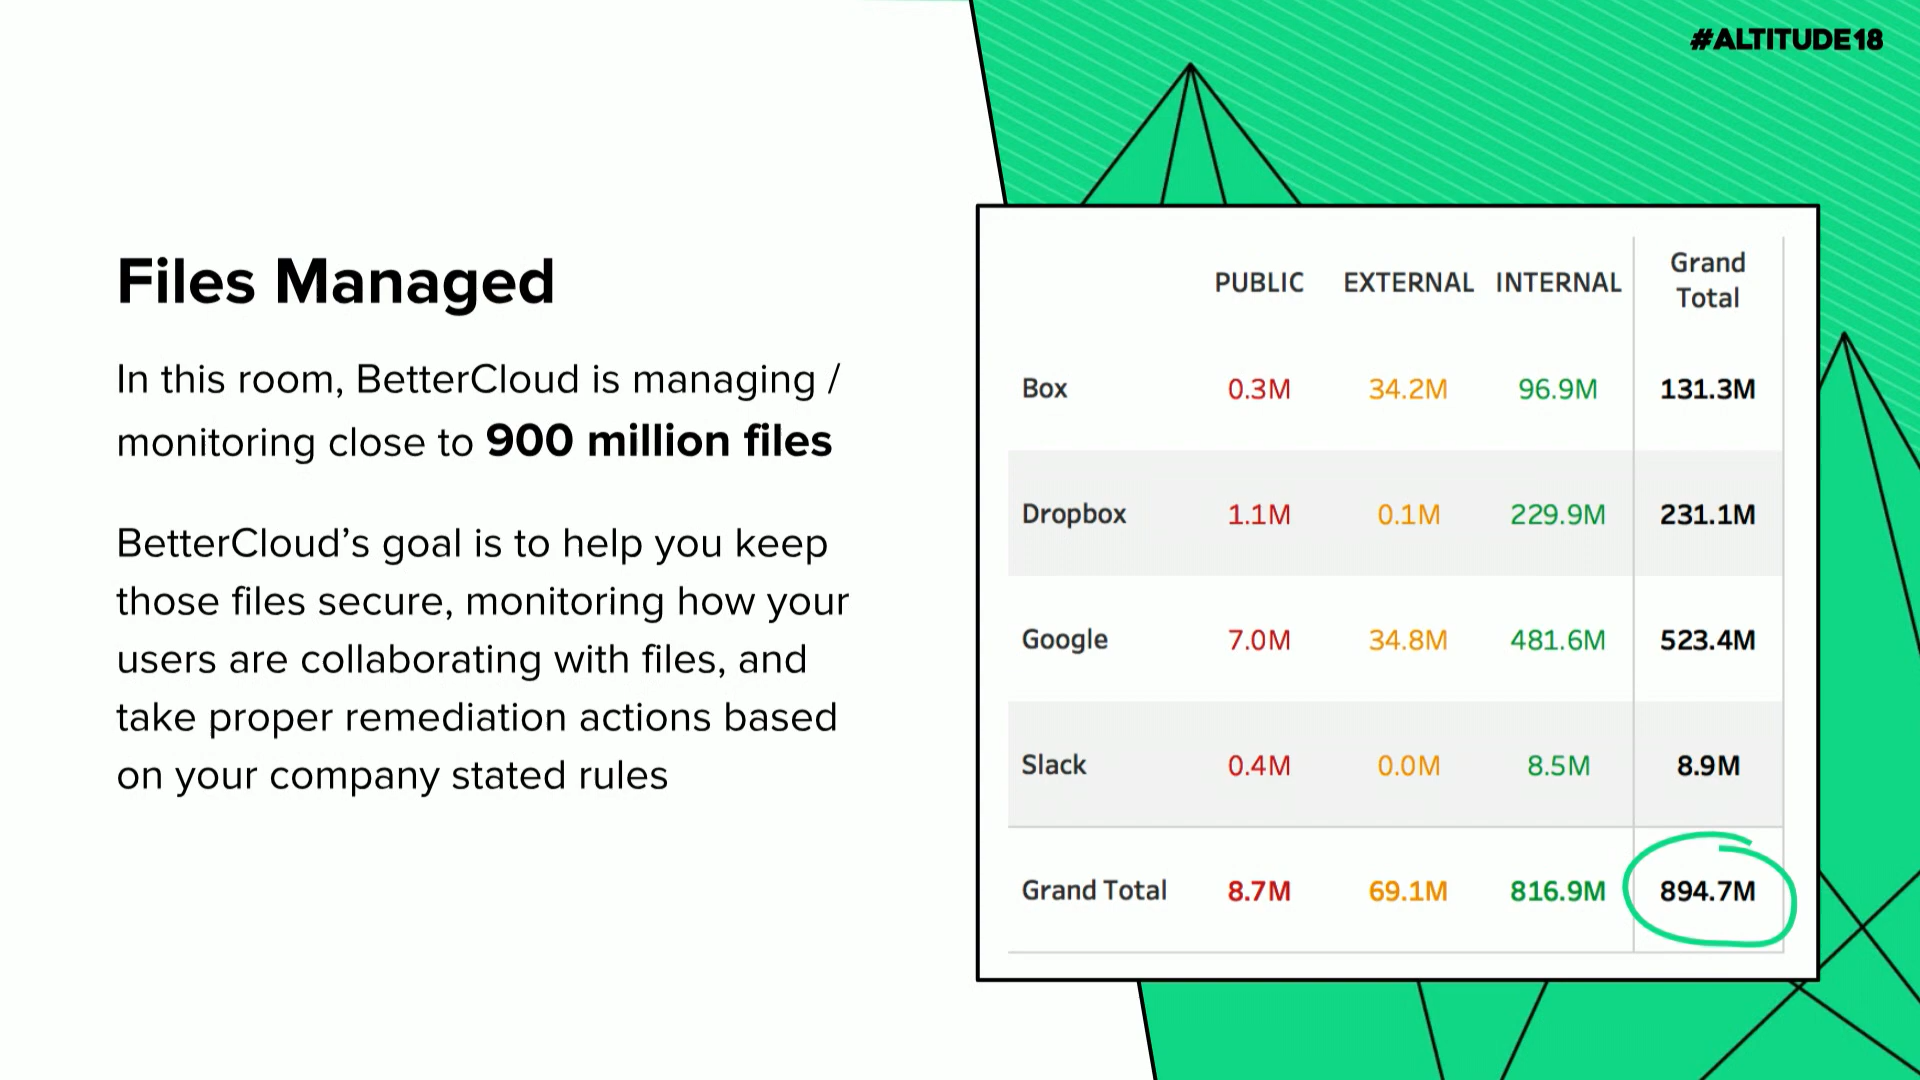 #ALTITUDE18
Files Managed
In this room, BetterCloud is managing /
monitoring close to 900 million files
BetterCloud’s goal is to help you keep
those files secure, monitoring how your
users are collaborating with files, and
take proper remediation actions based
on your company stated rules
PUBLIC EXTERNAL INTERNAL Grand
Total
Box 0.3M 34.2M 96.9M 131.3M
Dropbox 1.1M 0.1M 229.9M 231.1M
Google 7.0M 34.8M 481.6M 523.4M
Slack 0.4M 0.0M 8.5M 8.9M
Grand Total 8.7M 69.1M 816.9M 894.7M